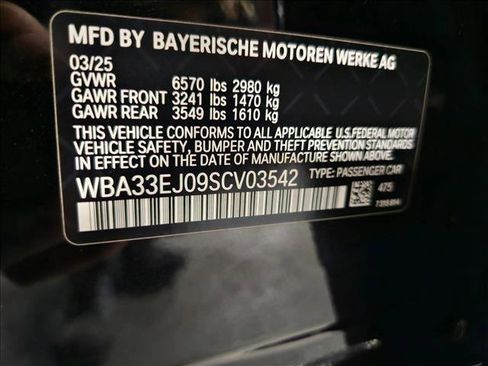 MFD BY BAYERISCHE MOTOREN WERKE AG
03/25
GVWR 6570 lbs 2980 kg
GAWR FRONT 3241 lbs 1470 kg
GAWR REAR 3549 lbs 1610 kg
THIS VEHICLE CONFORMS TO ALL APPLICABLE U.S. FEDERAL MOTOR
VEHICLE SAFETY, BUMPER AND THEFT PREVENTION STANDARDS
IN EFFECT ON THE DATE OF MANUFACTURE SHOWN ABOVE.
WBA33EJ09SCV03542 TYPE: PASSENGER CAR
475